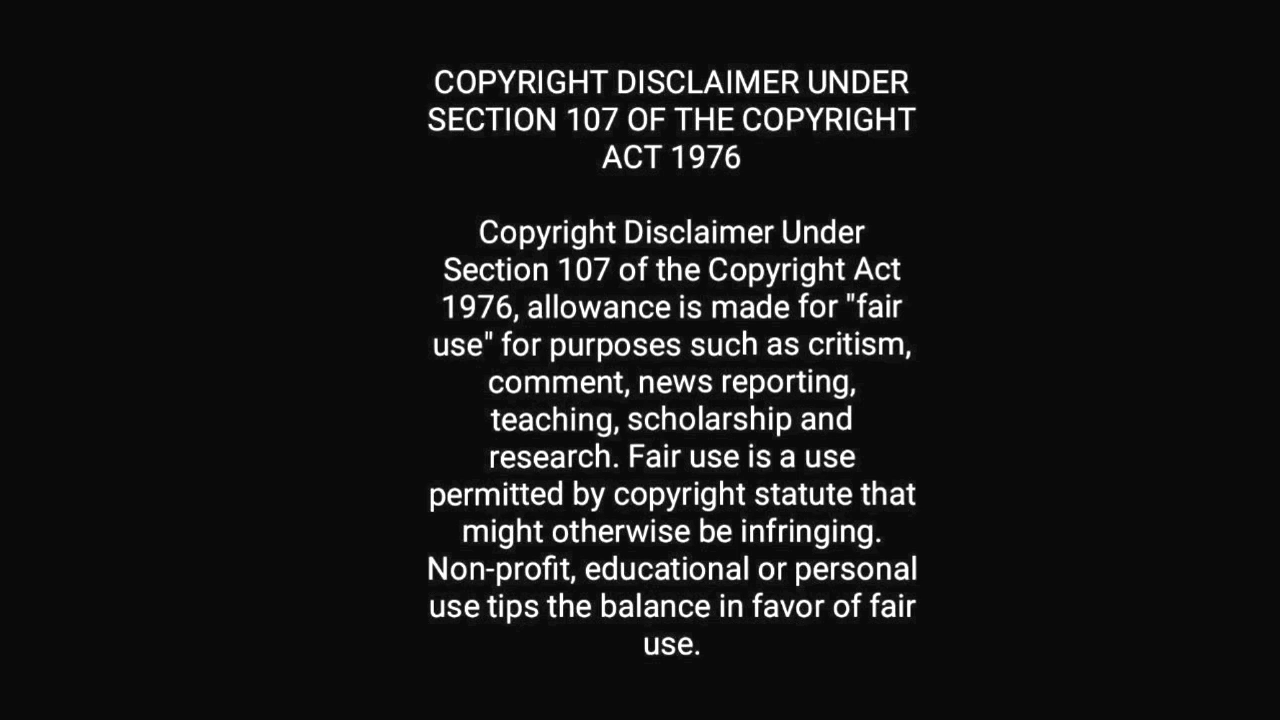 COPYRIGHT DISCLAIMER UNDER
SECTION 107 OF THE COPYRIGHT
ACT 1976
Copyright Disclaimer Under
Section 107 of the Copyright Act
1976, allowance is made for "fair
use" for purposes such as critism,
comment, news reporting,
teaching, scholarship and
research. Fair use is a use
permitted by copyright statute that
might otherwise be infringing.
Non-profit, educational or personal
use tips the balance in favor of fair
use.